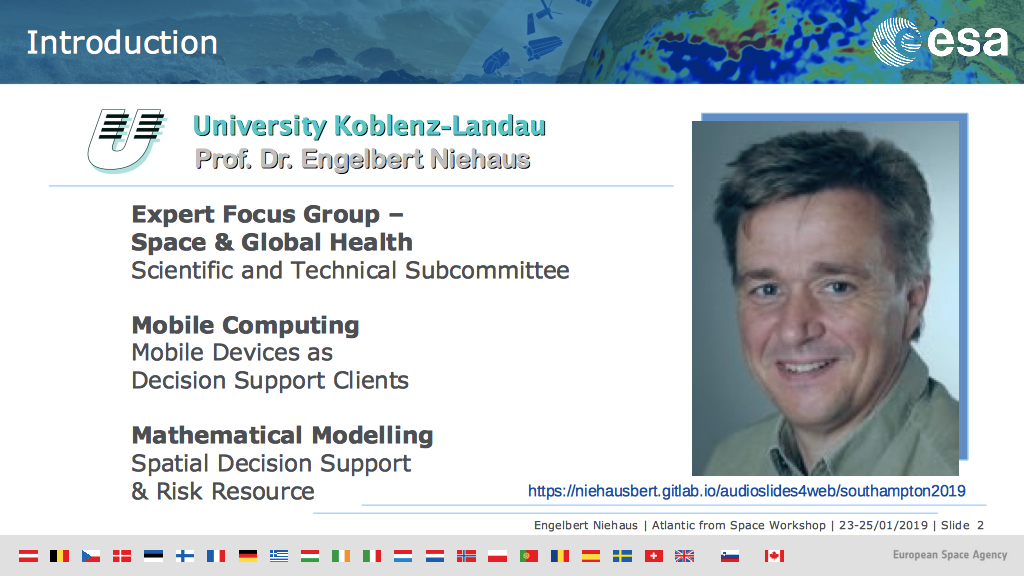 Introduction
esa
University Koblenz-Landau
Prof. Dr. Engelbert Niehaus
Expert Focus Group –
Space & Global Health
Scientific and Technical Subcommittee
Mobile Computing
Mobile Devices as
Decision Support Clients
Mathematical Modelling
Spatial Decision Support
& Risk Resource
https://niehausbert.gitlab.io/audioslides4web/southampton2019
Engelbert Niehaus | Atlantic from Space Workshop | 23-25/01/2019 | Slide 2
European Space Agency